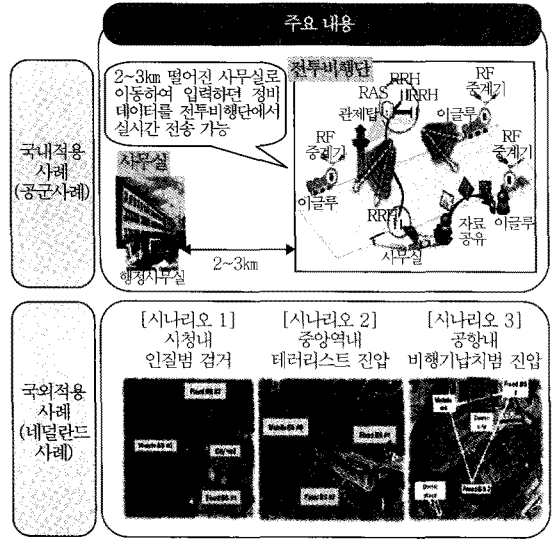 주요 내용
국내적용
사례
(공군사례)
2~3km 떨어진 사무실로
이동하여 입력하던 정비
데이터를 전투비행단에서
실시간 전송 가능
사무실
행정사무실
2~3km
전투비행단
RRH
RAS
RRH
관제탑
RF
중계기
이글루
RF
중계기
이글루
RF
중계기
이글루
RRH
사무실
자료
공유
국외적용
사례
(네덜란드
사례)
[시나리오 1]
시청내
인질범 검거
[시나리오 2]
중앙역내
테러리스트 진압
[시나리오 3]
공항내
비행기납치범 진압